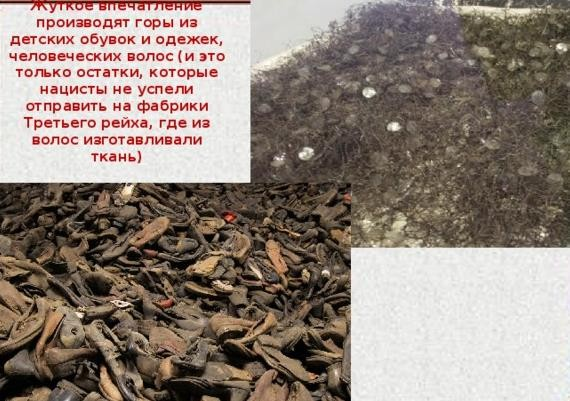 Жуткое впечатление
производят горы из
детских обувок и одежек,
человеческих волос (и это
только остатки, которые
нацисты не успели
отправить на фабрики
Третьего рейха, где из
волос изготавливали
ткань)